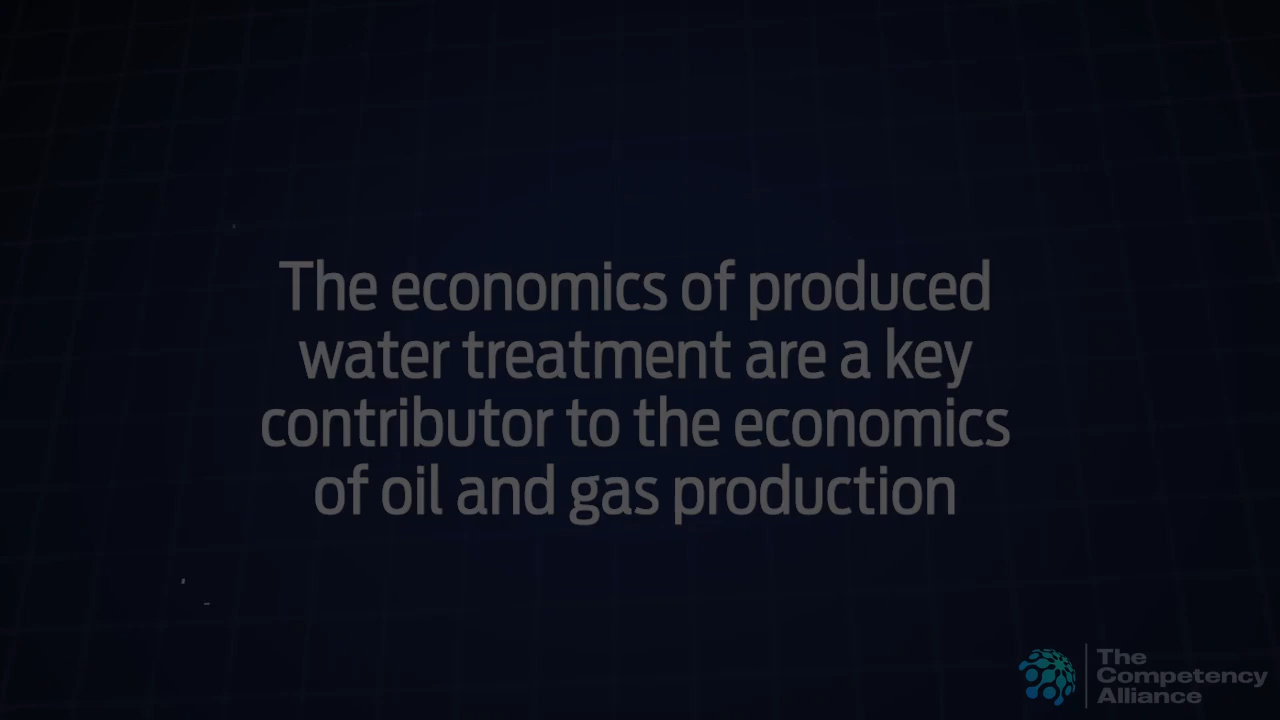 The economics of produced
water treatment are a key
contributor to the economics
of oil and gas production
The
Competency
Alliance